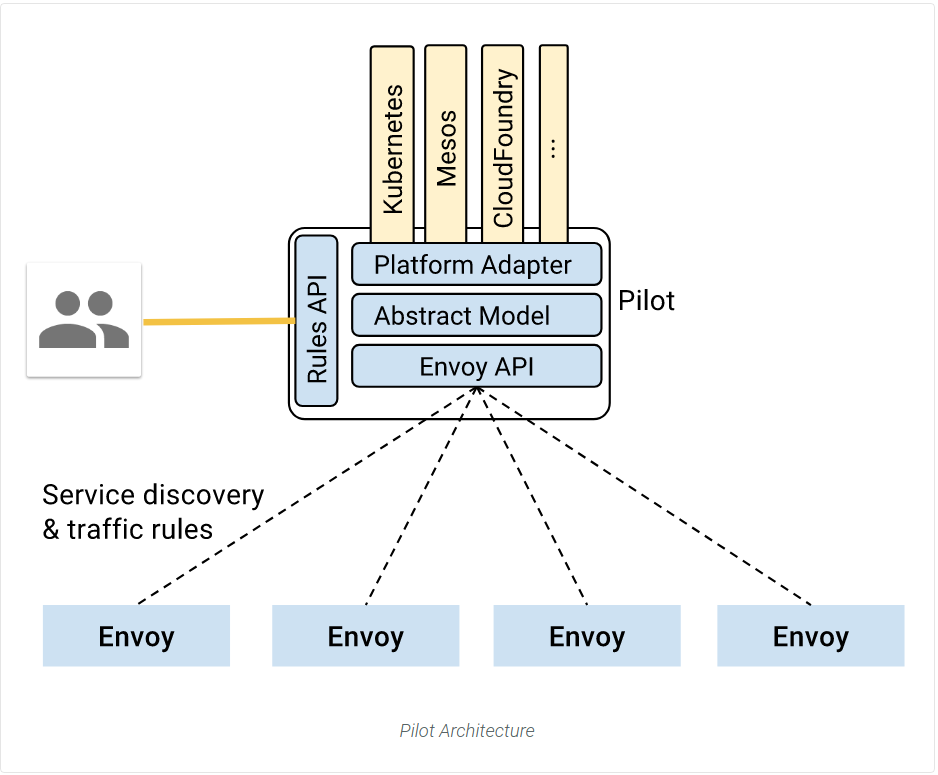 Kubernetes
Mesos
CloudFoundry
...
Rules API
Platform Adapter
Abstract Model
Envoy API
Pilot
Service discovery
& traffic rules
Envoy
Envoy
Envoy
Envoy
Pilot Architecture